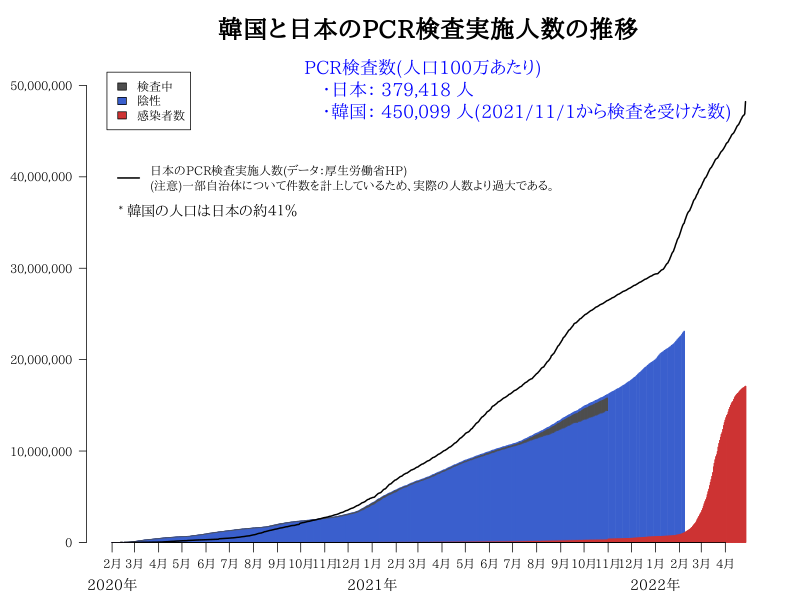 韓国と日本のPCR検査実施人数の推移
PCR検査数(人口100万あたり)
・日本: 379,418 人
・韓国: 450,099 人(2021/11/1から検査を受けた数)
検査中
陰性
感染者数
日本のPCR検査実施人数(データ:厚生労働省HP)
(注意)一部自治体について件数を計上しているため、実際の人数より過大である。
* 韓国の人口は日本の約41%
50,000,000
40,000,000
30,000,000
20,000,000
10,000,000
0
2月 3月 4月 5月 6月 7月 8月 9月 10月 11月 12月 1月 2月 3月 4月 5月 6月 7月 8月 9月 10月 11月 12月 1月 2月 3月 4月
2020年 2021年 2022年